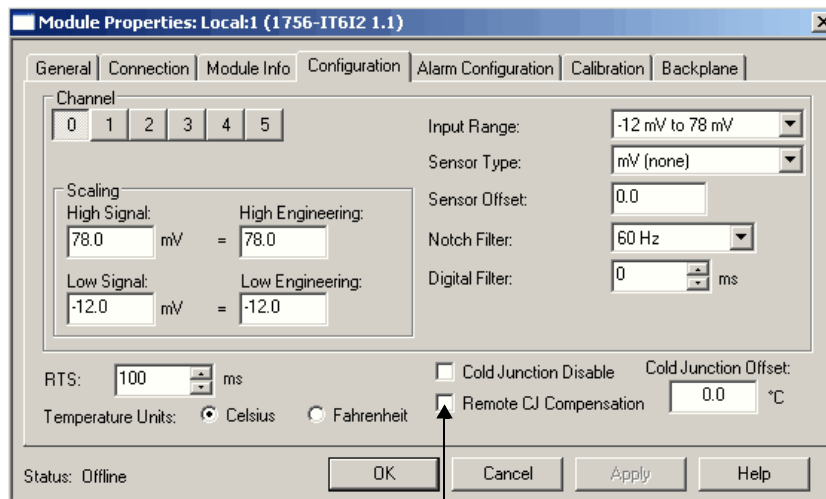 Module Properties: Local:1 (1756-IT6I2 1.1)
General Connection Module Info Configuration Alarm Configuration Calibration Backplane
Channel
0 1 2 3 4 5
Input Range: -12 mV to 78 mV
Sensor Type: mV (none)
Sensor Offset: 0.0
Notch Filter: 60 Hz
Digital Filter: 0 ms
Scaling
High Signal: High Engineering:
78.0 mV = 78.0
Low Signal: Low Engineering:
-12.0 mV = -12.0
RTS: 100 ms
Temperature Units: Celsius Fahrenheit
Cold Junction Disable
Remote CJ Compensation
Cold Junction Offset:
0.0 °C
Status: Offline
OK Cancel Apply Help